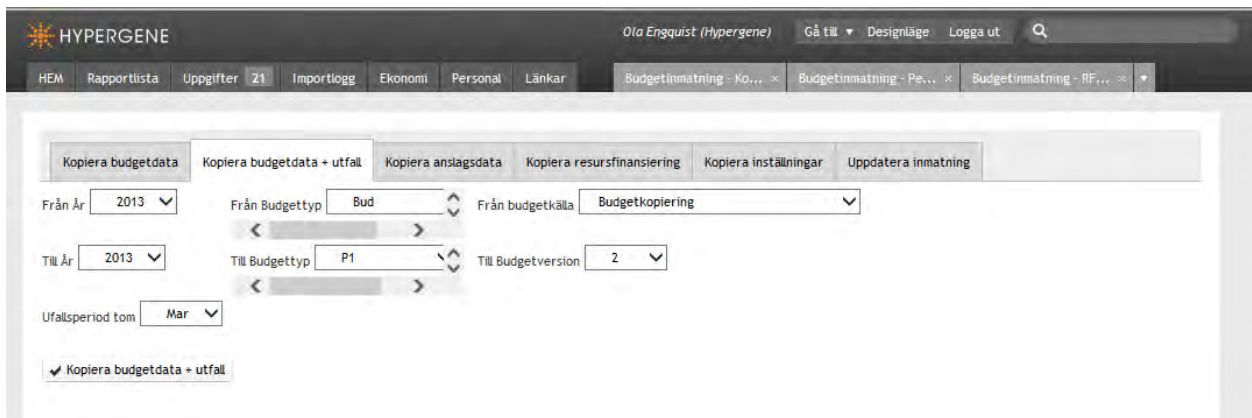 HYPERGENE
Ola Engquist (Hypergene) Gå till Designläge Logga ut
HEM Rapportlista Uppgifter 21 Importlogg Ekonomi Personal Länkar Budgetinmatning - Ko... × Budgetinmatning - Pe... × Budgetinmatning - RF... ×
Kopiera budgetdata Kopiera budgetdata + utfall Kopiera anslagsdata Kopiera resursfinansiering Kopiera inställningar Uppdatera inmatning
Från År 2013 Från Budgettyp Bud Från budgetkälla Budgetkopiering
Till År 2013 Till Budgettyp P1 Till Budgetversion 2
Ufallsperiod tom Mar
Kopiera budgetdata + utfall